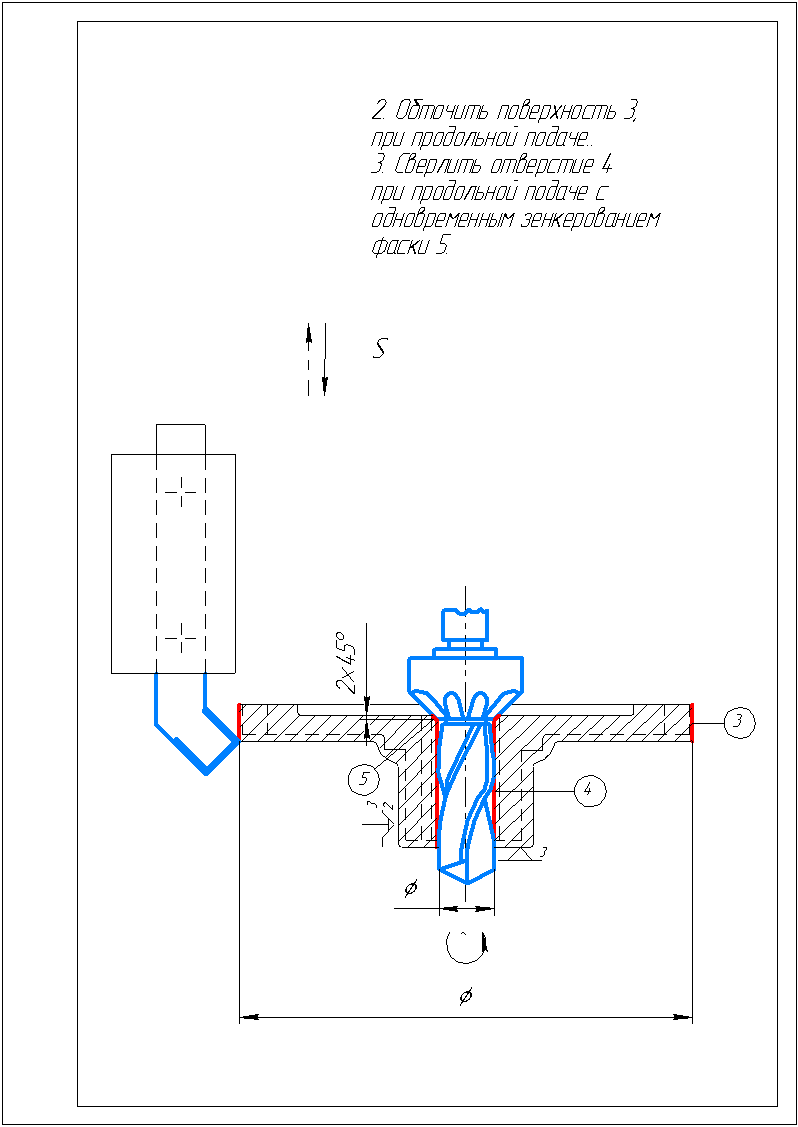 2. Обточить поверхность 3,
при продольной подаче..
3. Сверлить отверстие 4
при продольной подаче с
одновременным зенкерованием
фаски 5.
S
2х45°
3
5
4
3
2
3
ϕ
ϕ